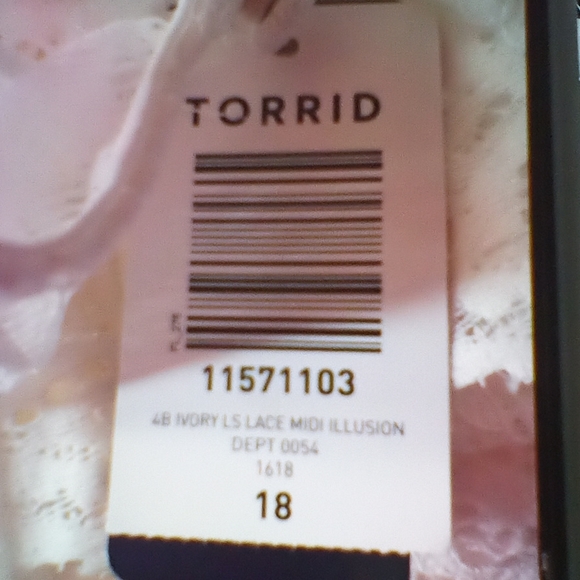 TORRID
11571103
4B IVORY LS LACE MIDI ILLUSION
DEPT 0054
1618
18